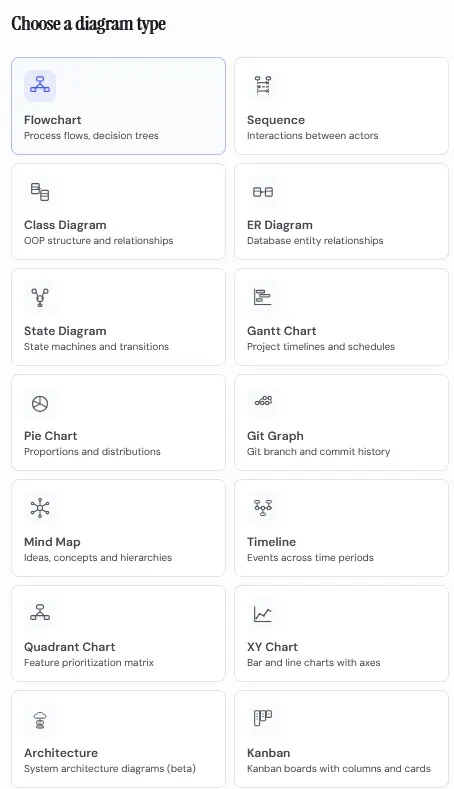 Choose a diagram type
Flowchart
Process flows, decision trees
Sequence
Interactions between actors
Class Diagram
OOP structure and relationships
ER Diagram
Database entity relationships
State Diagram
State machines and transitions
Gantt Chart
Project timelines and schedules
Pie Chart
Proportions and distributions
Git Graph
Git branch and commit history
Mind Map
Ideas, concepts and hierarchies
Timeline
Events across time periods
Quadrant Chart
Feature prioritization matrix
XY Chart
Bar and line charts with axes
Architecture
System architecture diagrams (beta)
Kanban
Kanban boards with columns and cards